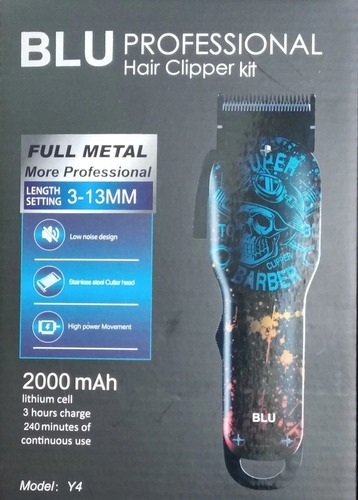 BLU PROFESSIONAL
Hair Clipper kit
FULL METAL
More Professional
LENGTH SETTING 3-13MM
Low noise design
Stainless steel Cutter head
High power Movement
SUPER
CLIPPER
BARBER
BLU
2000 mAh
lithium cell
3 hours charge
240 minutes of
continuous use
Model: Y4